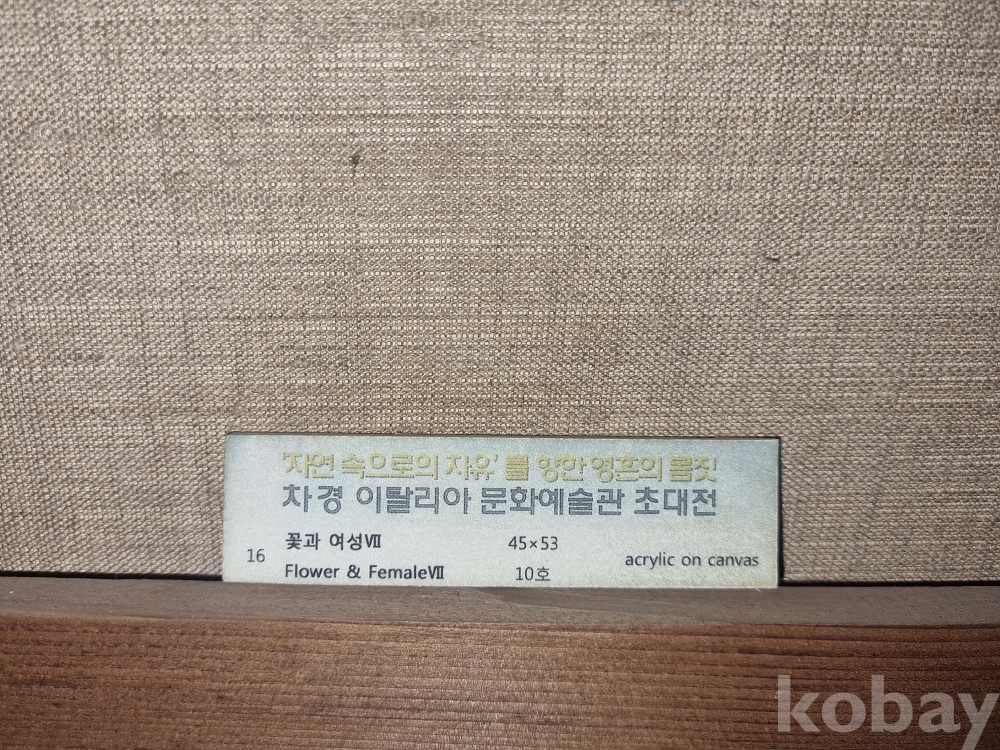 '자연 속으로의 자유'를 향한 영혼의 몸짓
차경 이탈리아 문화예술관 초대전
16 꽃과 여성Ⅶ 45×53 acrylic on canvas
Flower & FemaleⅦ 10호
kobay